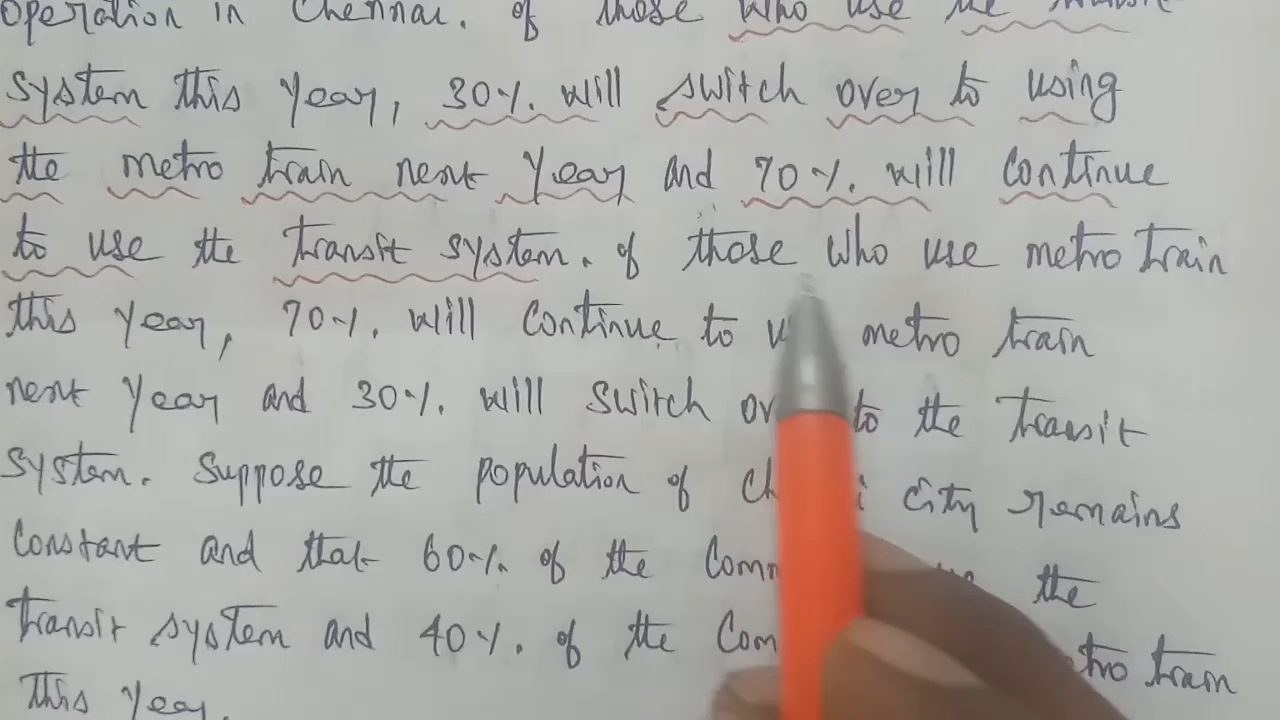 operation in Chennai. Of those who use the transit
system this year, 30%. will switch over to using
the metro train next year and 70%. will continue
to use the transit system. Of those who use metro train
this year, 70%. will continue to metro train
next year and 30%. will switch to the transit
system. Suppose the population of city remains
constant and that 60%. of the the
transit system and 40%. of the train
this year.